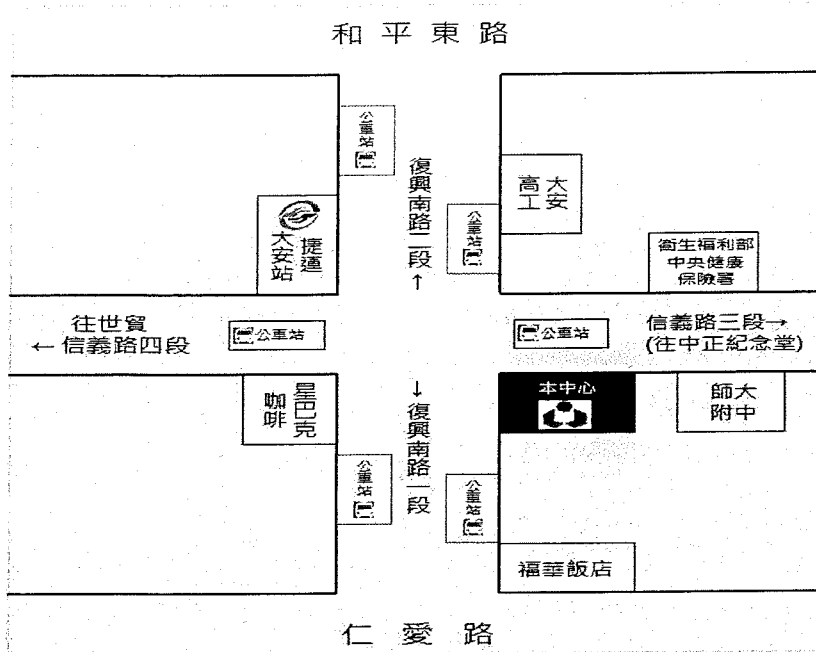 和平東路
公車站
復興南路二段↑
大安
高工
公車站
捷運
大安站
衛生福利部
中央健康
保險署
往世貿
← 信義路四段
公車站
公車站
信義路三段→
(往中正紀念堂)
星巴克
咖啡
↓復興南路一段
本中心
師大
附中
公車站
公車站
福華飯店
仁愛路